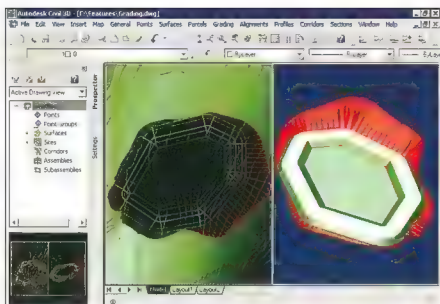 Autodesk Civil 3D - [C:\Features-Grading.dwg]
File Edit View Insert Map General Points Surfaces Parcels Grading Alignments Profiles Corridors Sections Window Help
ByLayer
ByLayer
Active Drawing View
Points
Point Groups
Surfaces
Sites
Corridors
Assemblies
Subassemblies
Prospector
Settings
Model Layout1 Layout2